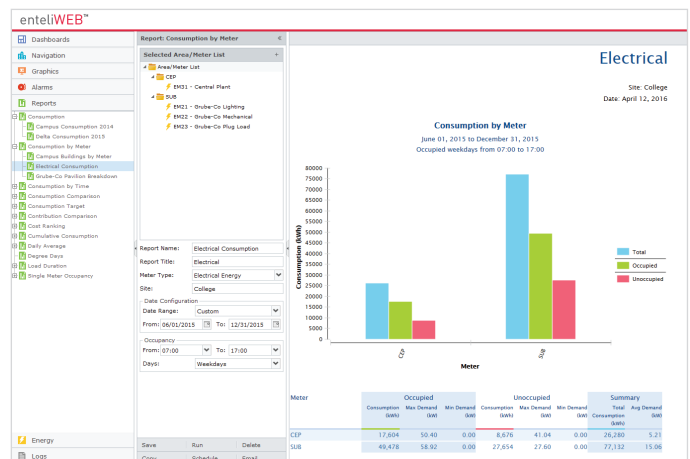 enteliWEB™
Dashboards
Navigation
Graphics
Alarms
Reports
Consumption
Campus Consumption 2014
Delta Consumption 2015
Consumption by Meter
Campus Buildings by Meter
Electrical Consumption
Grube-Co Pavilion Breakdown
Consumption by Time
Consumption Comparison
Consumption Target
Contribution Comparison
Cost Ranking
Cumulative Consumption
Daily Average
Degree Days
Load Duration
Single Meter Occupancy
Energy
Logs
Report: Consumption by Meter «
Selected Area/Meter List +
Area/Meter List
CEP
EM31 - Central Plant
SUB
EM21 - Grube-Co Lighting
EM22 - Grube-Co Mechanical
EM23 - Grube-Co Plug Load
Report Name: Electrical Consumption
Report Title: Electrical
Meter Type: Electrical Energy
Site: College
Date Configuration
Date Range: Custom
From: 06/01/2015 To: 12/31/2015
Occupancy
From: 07:00 To: 17:00
Days: Weekdays
Save Run Delete
Copy Schedule Email
Electrical
Site: College
Date: April 12, 2016
Consumption by Meter
June 01, 2015 to December 31, 2015
Occupied weekdays from 07:00 to 17:00
Consumption (kWh)
80000
75000
70000
65000
60000
55000
50000
45000
40000
35000
30000
25000
20000
15000
10000
5000
0
CEP
SUB
Meter
Total
Occupied
Unoccupied
Meter Occupied Unoccupied Summary
Consumption Max Demand Min Demand Consumption Max Demand Min Demand Total Avg Demand
(kWh) (kW) (kW) (kWh) (kW) (kW) Consumption (kW)
(kWh)
CEP 17,604 50.40 0.00 8,676 41.04 0.00 26,280 5.21
SUB 49,478 58.92 0.00 27,654 27.60 0.00 77,132 15.06